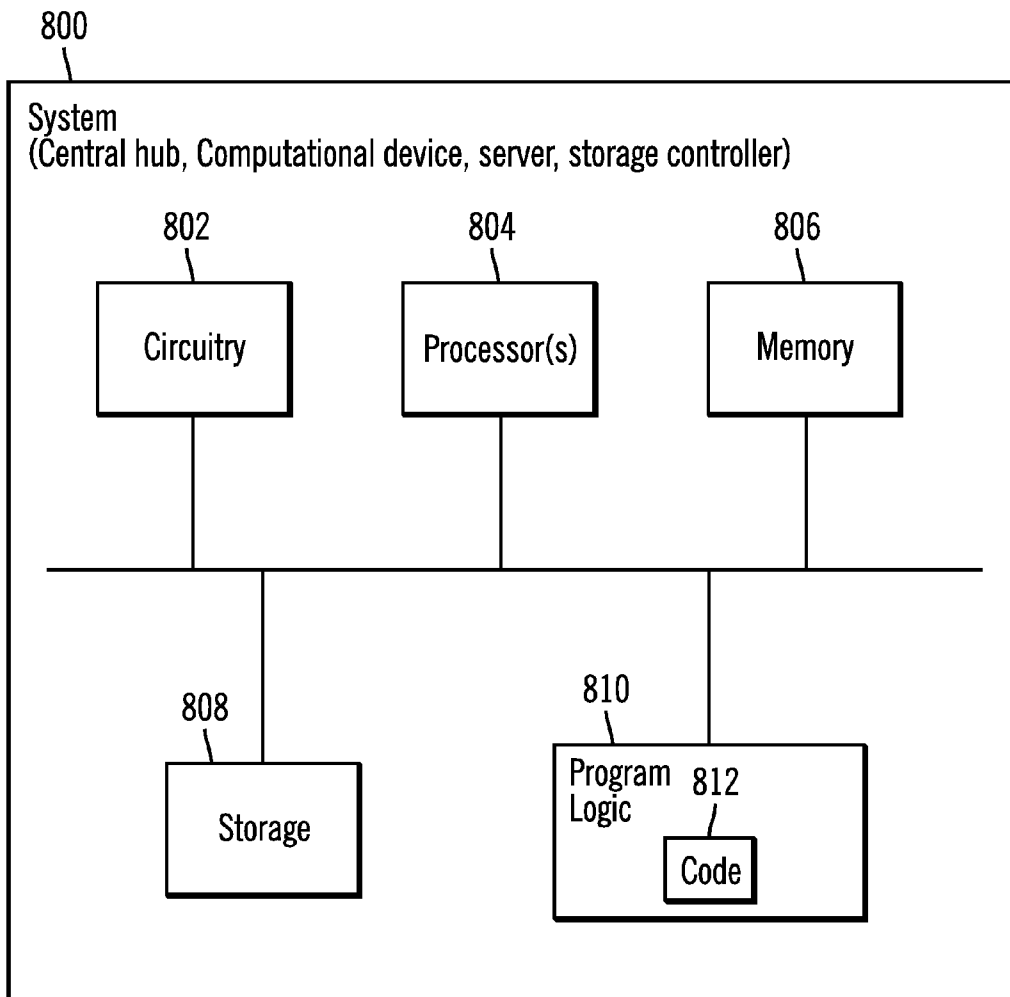 800
System
(Central hub, Computational device, server, storage controller)
802
804
806
Circuitry
Processor(s)
Memory
808
810
Storage
Program
Logic
812
Code